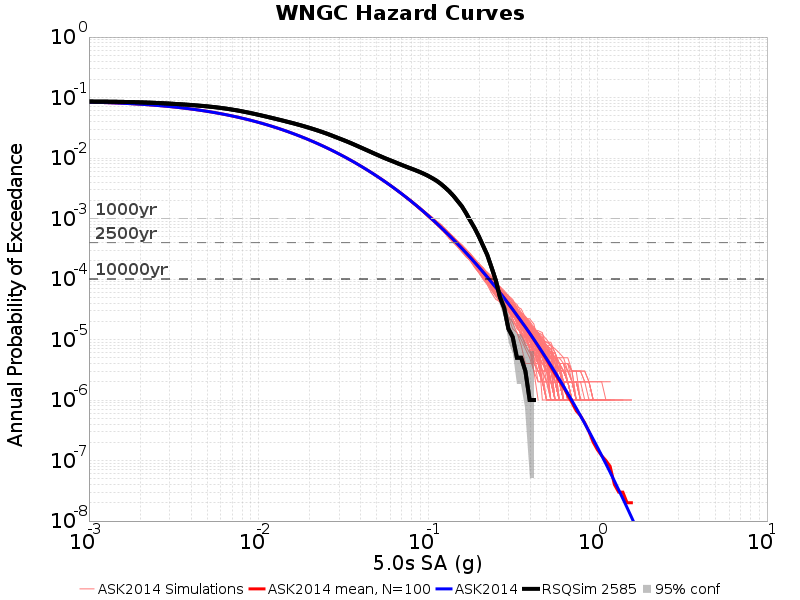 WNGC Hazard Curves
Annual Probability of Exceedance
10^0
10^-1
10^-2
10^-3
10^-4
10^-5
10^-6
10^-7
10^-8
1000yr
2500yr
10000yr
10^-3 10^-2 10^-1 10^0 10^1
5.0s SA (g)
ASK2014 Simulations ASK2014 mean, N=100 ASK2014 RSQSim 2585 95% conf